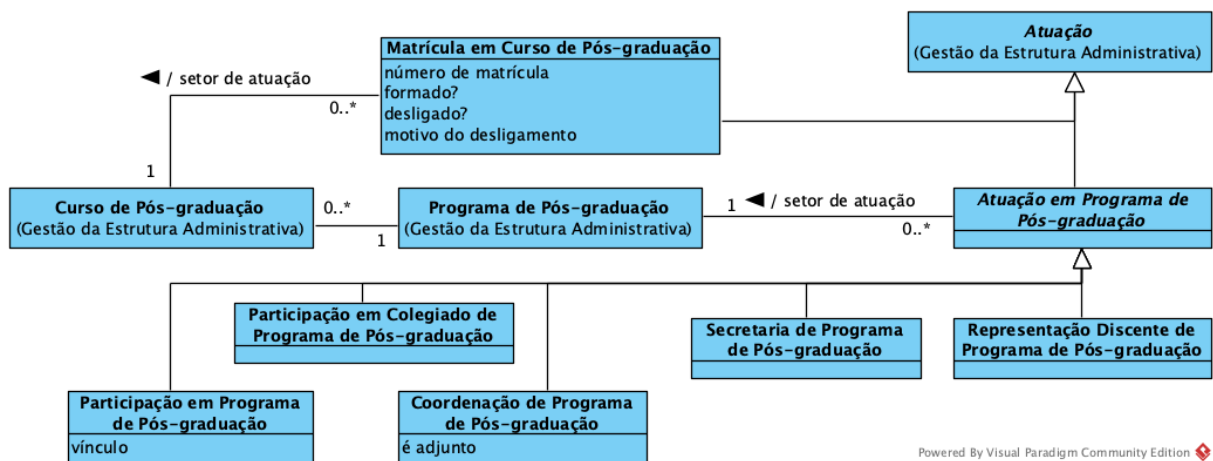 Atuação
(Gestão da Estrutura Administrativa)
Matrícula em Curso de Pós-graduação
número de matrícula
formado?
desligado?
motivo do desligamento
◀ / setor de atuação
0..*
1
Curso de Pós-graduação
(Gestão da Estrutura Administrativa)
0..*
1
Programa de Pós-graduação
(Gestão da Estrutura Administrativa)
1 ◀ / setor de atuação
0..*
Atuação em Programa de
Pós-graduação
Participação em Colegiado de
Programa de Pós-graduação
Secretaria de Programa
de Pós-graduação
Representação Discente de
Programa de Pós-graduação
Participação em Programa
de Pós-graduação
vínculo
Coordenação de Programa
de Pós-graduação
é adjunto
Powered By Visual Paradigm Community Edition